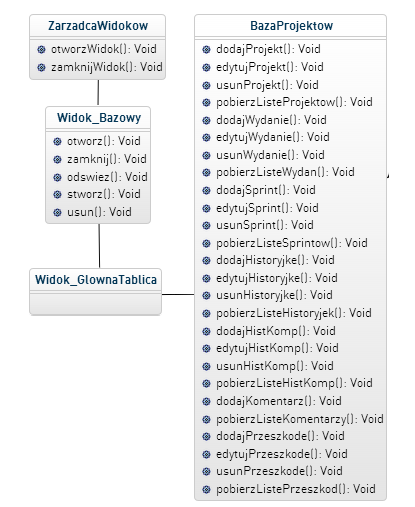 ZarzadcaWidokow
otworzWidok(): Void
zamknijWidok(): Void
Widok_Bazowy
otworz(): Void
zamknij(): Void
odswiez(): Void
stworz(): Void
usun(): Void
Widok_GlownaTablica
BazaProjektow
dodajProjekt(): Void
edytujProjekt(): Void
usunProjekt(): Void
pobierzListeProjektow(): Void
dodajWydanie(): Void
edytujWydanie(): Void
usunWydanie(): Void
pobierzListeWydan(): Void
dodajSprint(): Void
edytujSprint(): Void
usunSprint(): Void
pobierzListeSprintow(): Void
dodajHistoryjke(): Void
edytujHistoryjke(): Void
usunHistoryjke(): Void
pobierzListeHistoryjek(): Void
dodajHistKomp(): Void
edytujHistKomp(): Void
usunHistKomp(): Void
pobierzListeHistKomp(): Void
dodajKomentarz(): Void
pobierzListeKomentarzy(): Void
dodajPrzeszkode(): Void
edytujPrzeszkode(): Void
usunPrzeszkode(): Void
pobierzListePrzeszkod(): Void